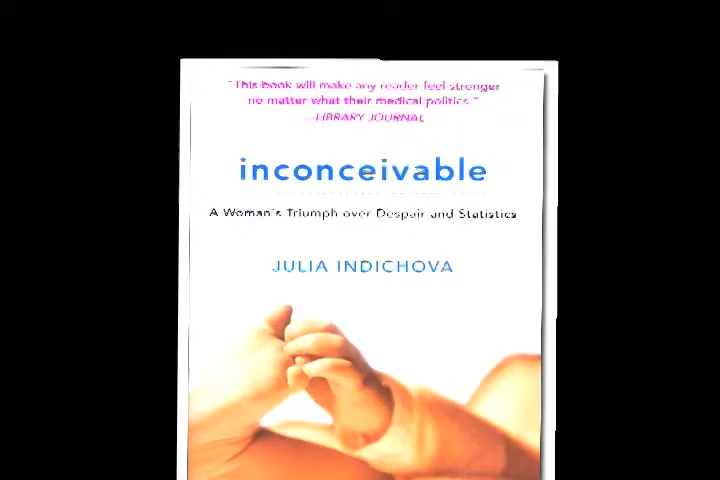 "This book will make any reader feel stronger
no matter what their medical politics."
—LIBRARY JOURNAL
inconceivable
A Woman's Triumph over Despair and Statistics
JULIA INDICHOVA